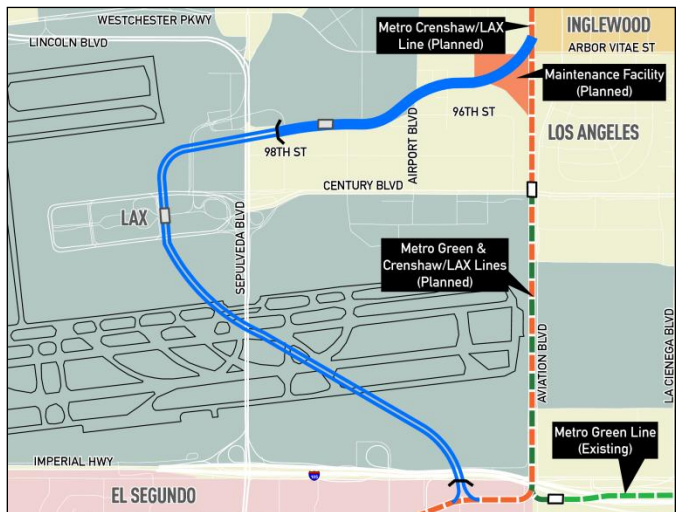 WESTCHESTER PKWY
LINCOLN BLVD
Metro Crenshaw/LAX
Line (Planned)
INGLEWOOD
ARBOR VITAE ST
Maintenance Facility
(Planned)
96TH ST
LOS ANGELES
98TH ST
AIRPORT BLVD
CENTURY BLVD
LAX
SEPULVEDA BLVD
Metro Green &
Crenshaw/LAX Lines
(Planned)
AVIATION BLVD
LA CIENEGA BLVD
Metro Green Line
(Existing)
IMPERIAL HWY
EL SEGUNDO